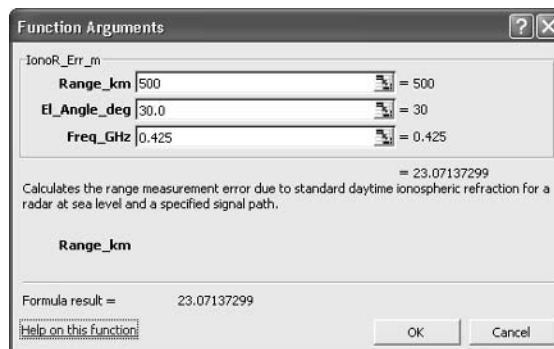 Function Arguments
IonoR_Err_m
Range_km 500 = 500
El_Angle_deg 30.0 = 30
Freq_GHz 0.425 = 0.425
= 23.07137299
Calculates the range measurement error due to standard daytime ionospheric refraction for a
radar at sea level and a specified signal path.
Range_km
Formula result = 23.07137299
Help on this function OK Cancel